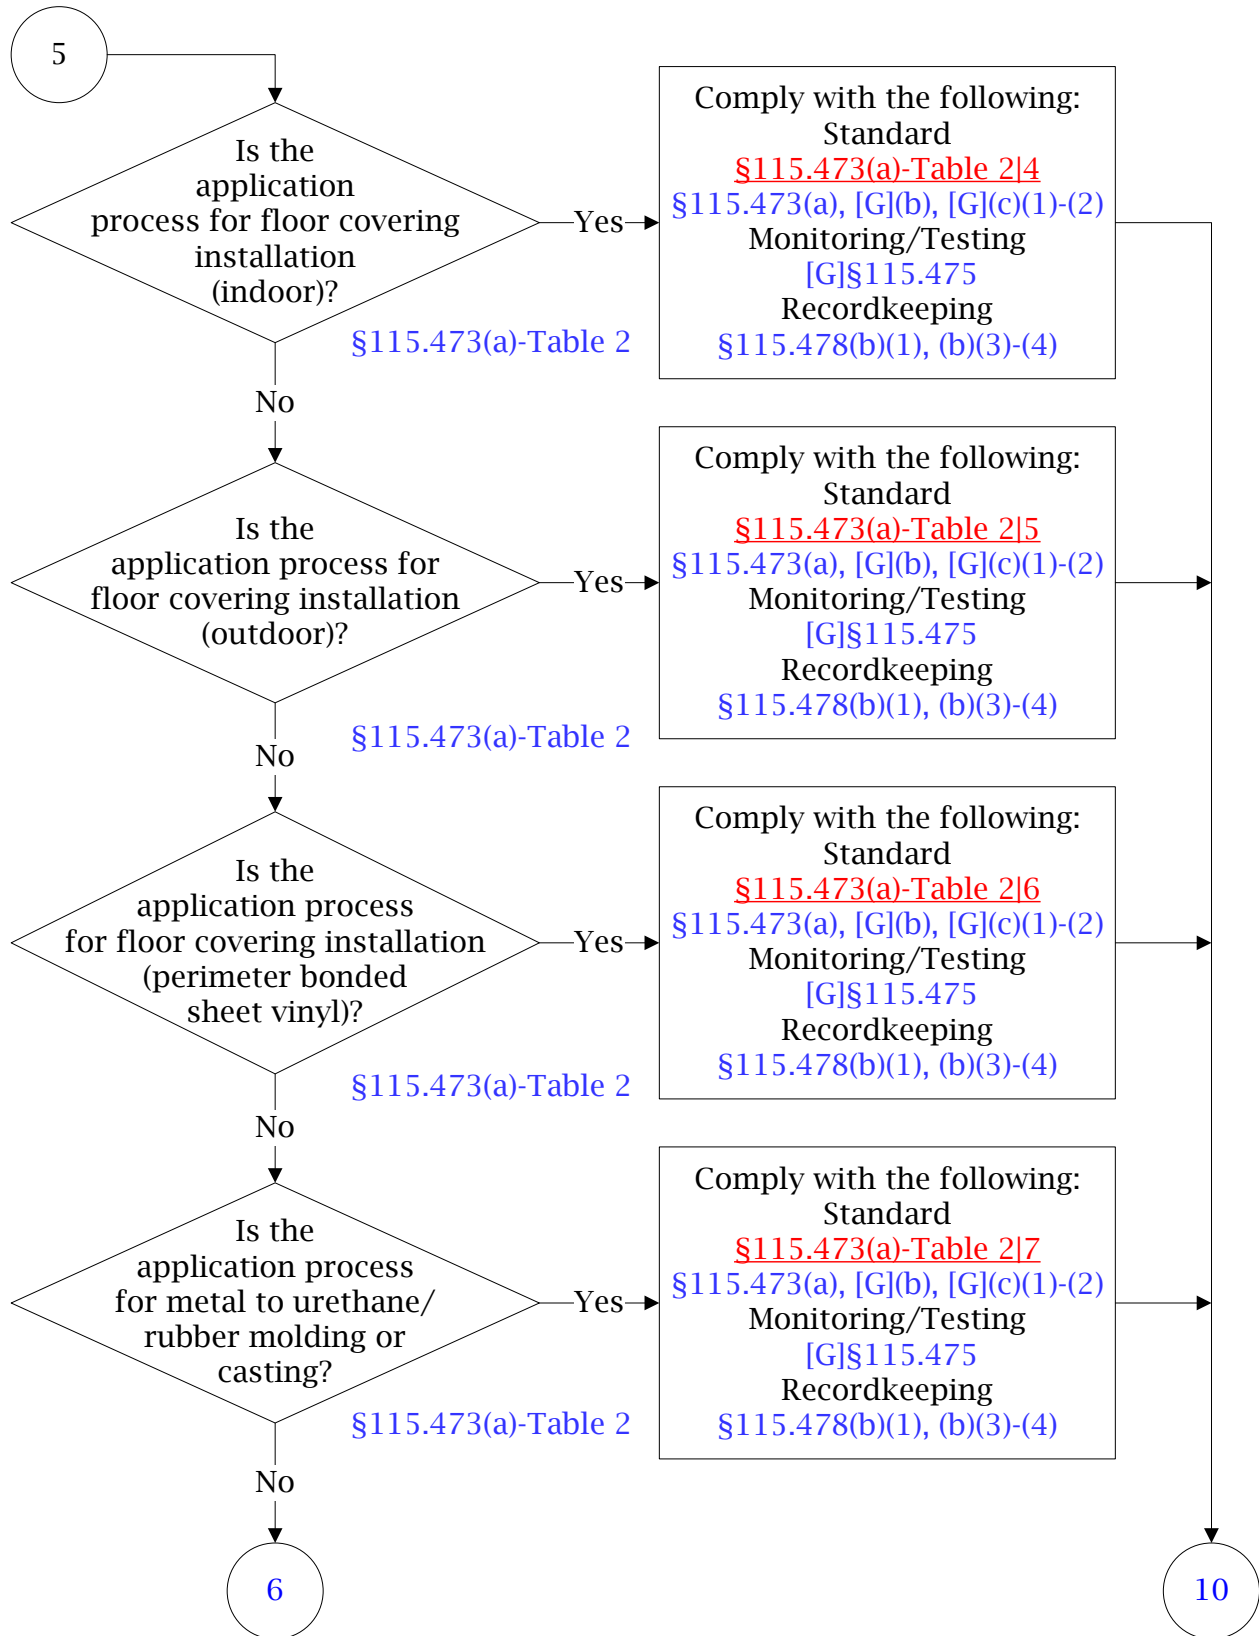 5
Is the
application
process for floor covering
installation
(indoor)?
§115.473(a)-Table 2
Yes
Comply with the following:
Standard
§115.473(a)-Table 2|4
§115.473(a), [G](b), [G](c)(1)-(2)
Monitoring/Testing
[G]§115.475
Recordkeeping
§115.478(b)(1), (b)(3)-(4)
No
Is the
application process for
floor covering installation
(outdoor)?
§115.473(a)-Table 2
Yes
Comply with the following:
Standard
§115.473(a)-Table 2|5
§115.473(a), [G](b), [G](c)(1)-(2)
Monitoring/Testing
[G]§115.475
Recordkeeping
§115.478(b)(1), (b)(3)-(4)
No
Is the
application process
for floor covering installation
(perimeter bonded
sheet vinyl)?
§115.473(a)-Table 2
Yes
Comply with the following:
Standard
§115.473(a)-Table 2|6
§115.473(a), [G](b), [G](c)(1)-(2)
Monitoring/Testing
[G]§115.475
Recordkeeping
§115.478(b)(1), (b)(3)-(4)
No
Is the
application process
for metal to urethane/
rubber molding or
casting?
§115.473(a)-Table 2
Yes
Comply with the following:
Standard
§115.473(a)-Table 2|7
§115.473(a), [G](b), [G](c)(1)-(2)
Monitoring/Testing
[G]§115.475
Recordkeeping
§115.478(b)(1), (b)(3)-(4)
No
6
10